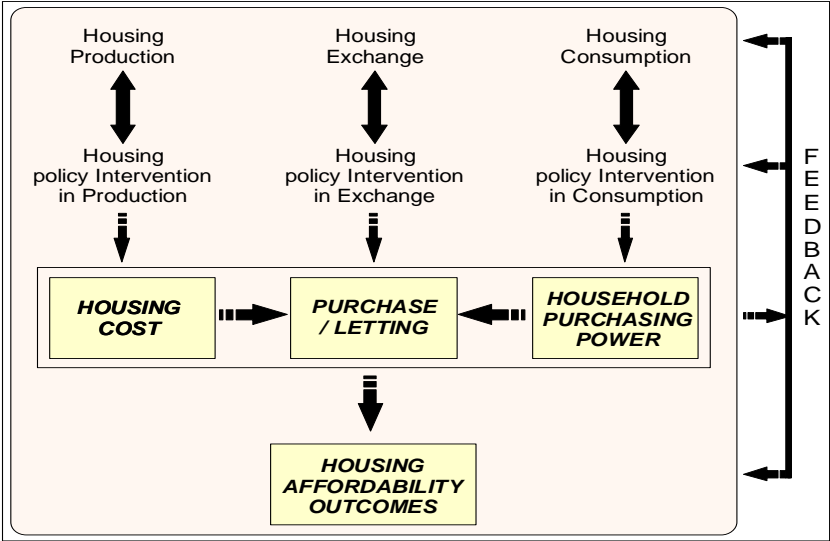 Housing
Production
Housing
Exchange
Housing
Consumption
Housing
policy Intervention
in Production
Housing
policy Intervention
in Exchange
Housing
policy Intervention
in Consumption
HOUSING
COST
PURCHASE
/ LETTING
HOUSEHOLD
PURCHASING
POWER
HOUSING
AFFORDABILITY
OUTCOMES
F
E
E
D
B
A
C
K